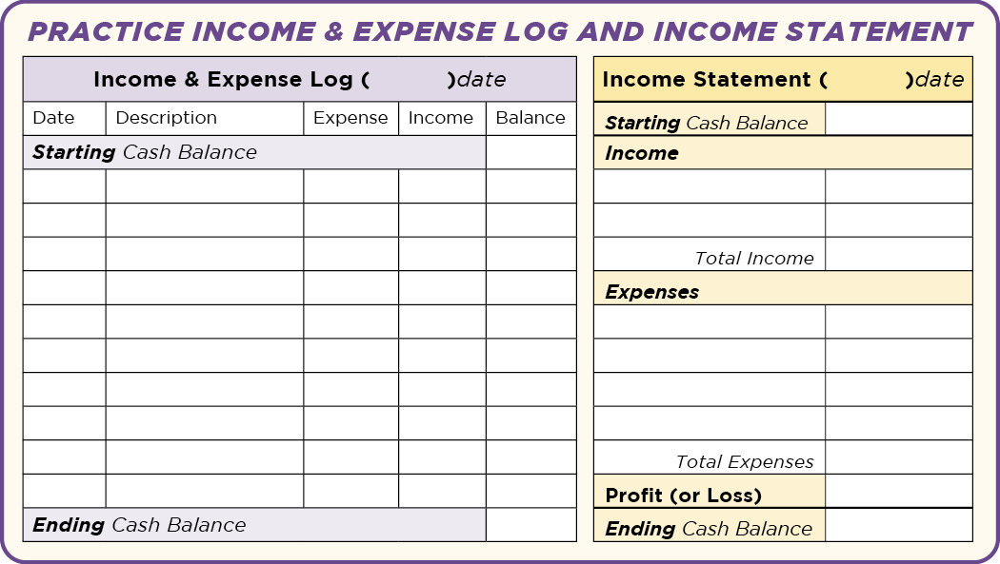 PRACTICE INCOME & EXPENSE LOG AND INCOME STATEMENT
Income & Expense Log ( )date
Date Description Expense Income Balance
Starting Cash Balance
Ending Cash Balance
Income Statement ( )date
Starting Cash Balance
Income
Total Income
Expenses
Total Expenses
Profit (or Loss)
Ending Cash Balance